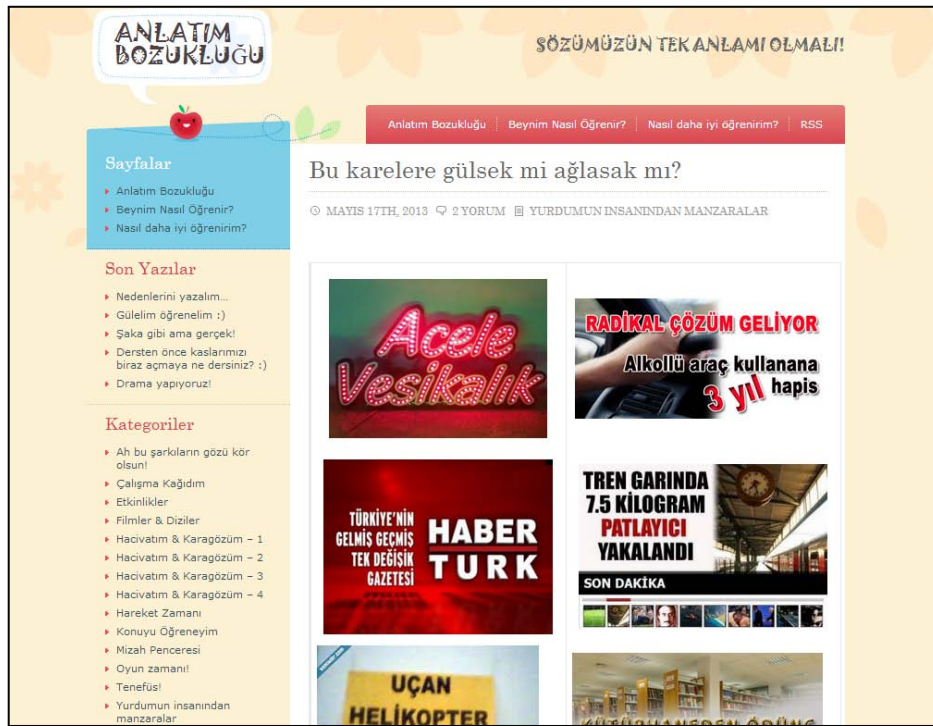 ANLATIM
BOZUKLUĞU
SÖZÜMÜZÜN TEK ANLAMI OLMALI!
Anlatım Bozukluğu
Beynim Nasıl Öğrenir?
Nasıl daha iyi öğrenirim?
RSS
Sayfalar
Anlatım Bozukluğu
Beynim Nasıl Öğrenir?
Nasıl daha iyi öğrenirim?
Son Yazılar
Nedenlerini yazalım...
Gülelim öğrenelim :)
Şaka gibi ama gerçek!
Dersten önce kaslarımızı
biraz açmaya ne dersiniz? :)
Drama yapıyoruz!
Kategoriler
Ah bu şarkıların gözü kör
olsun!
Çalışma Kağıdım
Etkinlikler
Filmler & Diziler
Hacivatım & Karagözüm – 1
Hacivatım & Karagözüm – 2
Hacivatım & Karagözüm – 3
Hacivatım & Karagözüm – 4
Hareket Zamanı
Konuyu Öğreneyim
Mizah Penceresi
Oyun zamanı!
Tenefüs!
Yurdumun insanından
manzaralar
Bu karelere gülsek mi ağlasak mı?
MAYIS 17TH, 2013 2 YORUM YURDUMUN INSANINDAN MANZARALAR
Acele
Vesikalık
RADİKAL ÇÖZÜM GELİYOR
Alkollü araç kullanana
3 yıl hapis
TÜRKİYE'NİN
GELMİŞ GEÇMİŞ
TEK DEĞİŞİK
GAZETESİ
HABER
TURK
TREN GARINDA
7.5 KİLOGRAM
PATLAYICI
YAKALANDI
SON DAKİKA
UÇAN
HELİKOPTER
KÜTÜPHANEDEN ÖDÜNÇ